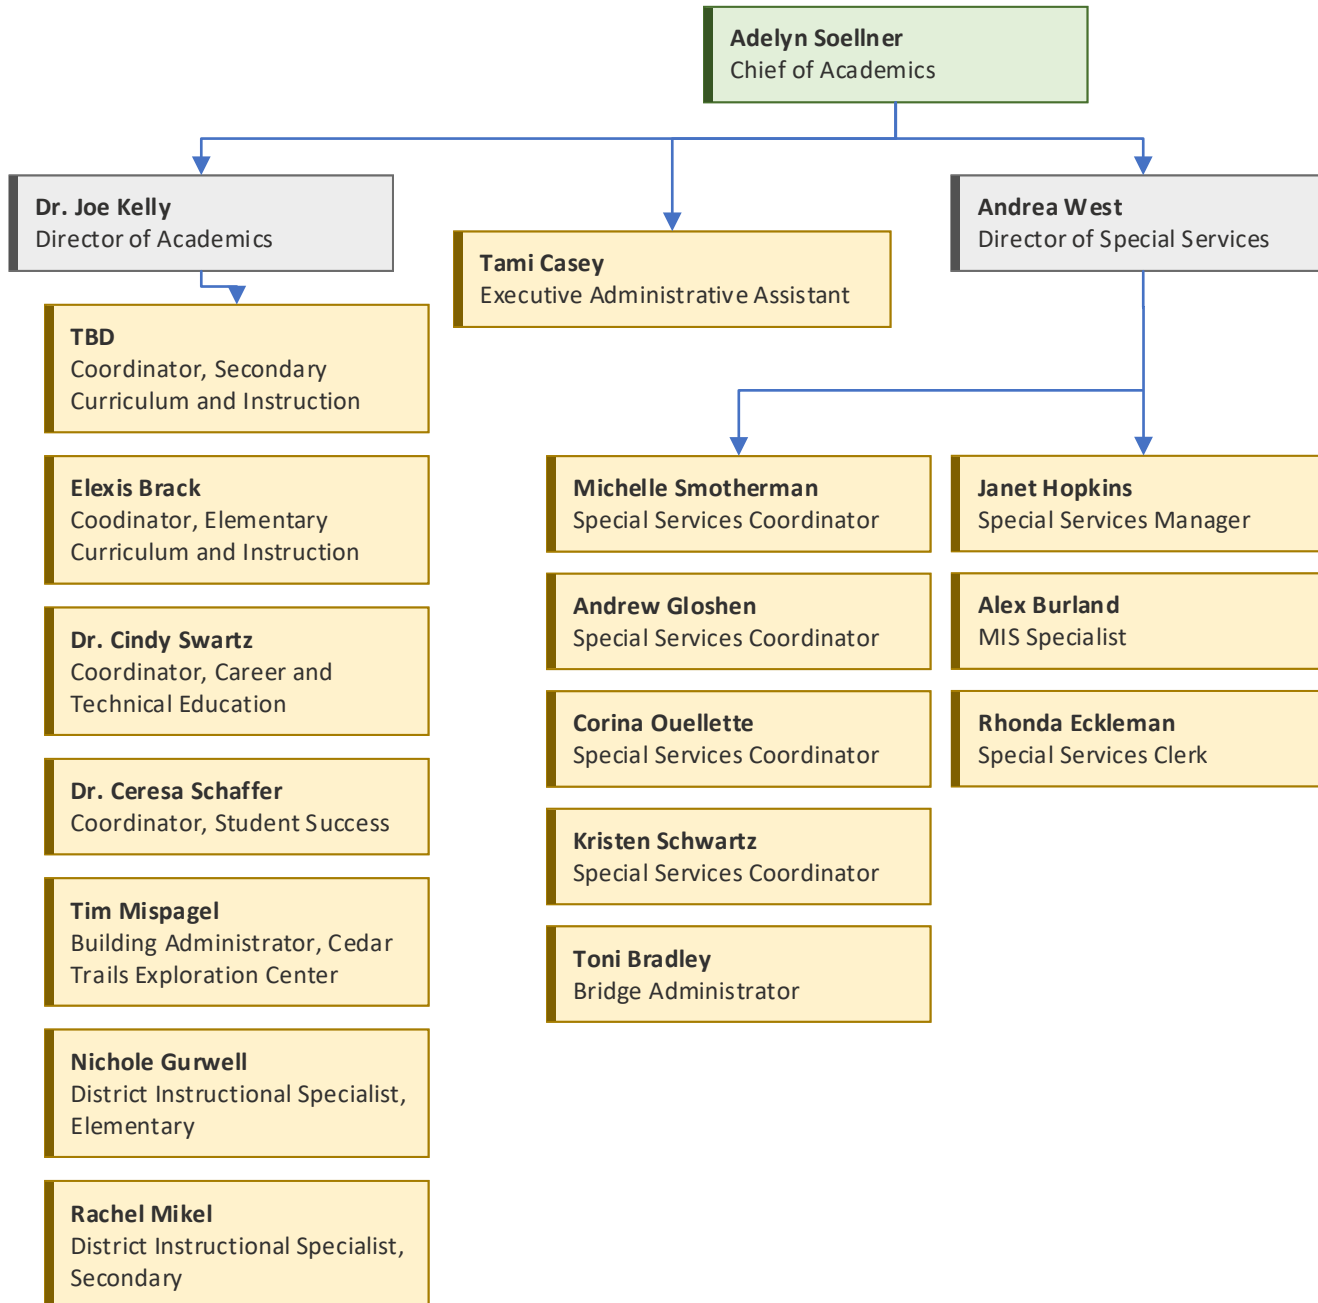 Adelyn Soellner
Chief of Academics
Dr. Joe Kelly
Director of Academics
Tami Casey
Executive Administrative Assistant
Andrea West
Director of Special Services
TBD
Coordinator, Secondary
Curriculum and Instruction
Elexis Brack
Coodinator, Elementary
Curriculum and Instruction
Dr. Cindy Swartz
Coordinator, Career and
Technical Education
Dr. Ceresa Schaffer
Coordinator, Student Success
Tim Mispagel
Building Administrator, Cedar
Trails Exploration Center
Nichole Gurwell
District Instructional Specialist,
Elementary
Rachel Mikel
District Instructional Specialist,
Secondary
Michelle Smotherman
Special Services Coordinator
Andrew Gloshen
Special Services Coordinator
Corina Ouellette
Special Services Coordinator
Kristen Schwartz
Special Services Coordinator
Toni Bradley
Bridge Administrator
Janet Hopkins
Special Services Manager
Alex Burland
MIS Specialist
Rhonda Eckleman
Special Services Clerk